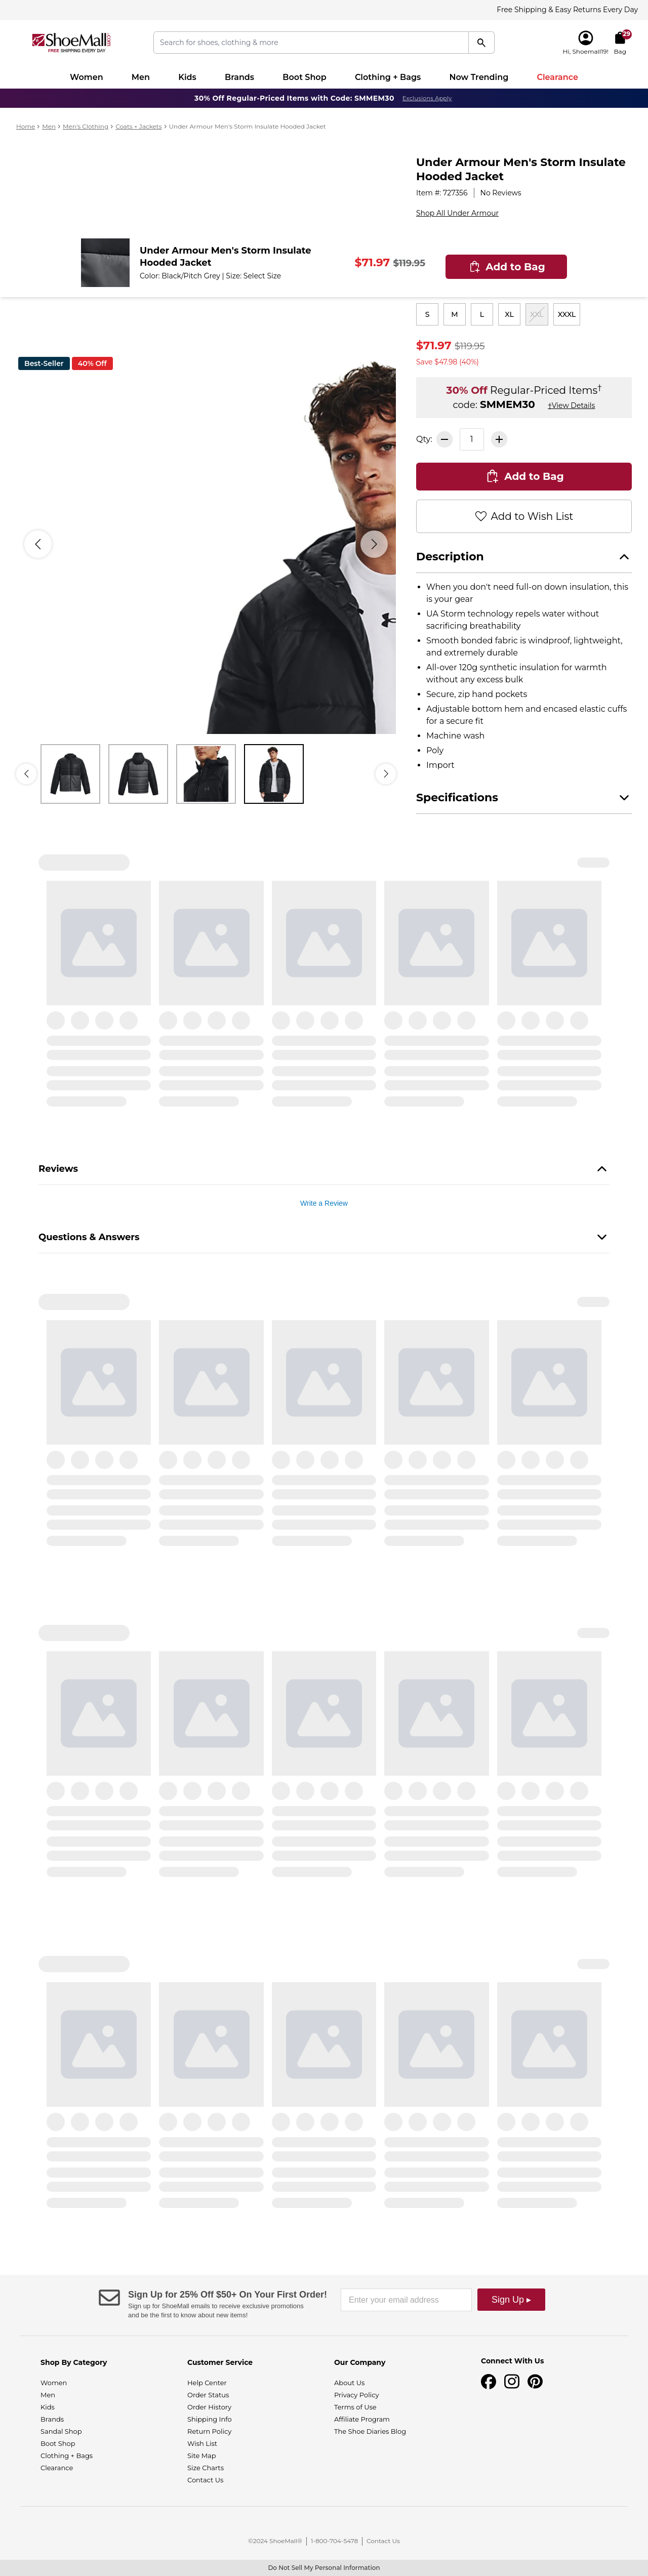 Free Shipping & Easy Returns Every Day
ShoeMall.com
FREE SHIPPING EVERY DAY
Search for shoes, clothing & more
Hi, Shoemall19!
29
Bag
Women
Men
Kids
Brands
Boot Shop
Clothing + Bags
Now Trending
Clearance
30% Off Regular-Priced Items with Code: SMMEM30 Exclusions Apply
Home > Men > Men's Clothing > Coats + Jackets > Under Armour Men's Storm Insulate Hooded Jacket
Under Armour Men's Storm Insulate
Hooded Jacket
Item #: 727356 | No Reviews
Shop All Under Armour
Under Armour Men's Storm Insulate
Hooded Jacket
Color: Black/Pitch Grey | Size: Select Size
$71.97 $119.95
Add to Bag
S
M
L
XL
XXL
XXXL
$71.97 $119.95
Save $47.98 (40%)
Best-Seller
40% Off
30% Off Regular-Priced Items†
code: SMMEM30 †View Details
Qty:
1
Add to Bag
Add to Wish List
Description
• When you don't need full-on down insulation, this
is your gear
• UA Storm technology repels water without
sacrificing breathability
• Smooth bonded fabric is windproof, lightweight,
and extremely durable
• All-over 120g synthetic insulation for warmth
without any excess bulk
• Secure, zip hand pockets
• Adjustable bottom hem and encased elastic cuffs
for a secure fit
• Machine wash
• Poly
• Import
Specifications
Reviews
Write a Review
Questions & Answers
Sign Up for 25% Off $50+ On Your First Order!
Sign up for ShoeMall emails to receive exclusive promotions
and be the first to know about new items!
Enter your email address
Sign Up ▸
Shop By Category
Women
Men
Kids
Brands
Sandal Shop
Boot Shop
Clothing + Bags
Clearance
Customer Service
Help Center
Order Status
Order History
Shipping Info
Return Policy
Wish List
Site Map
Size Charts
Contact Us
Our Company
About Us
Privacy Policy
Terms of Use
Affiliate Program
The Shoe Diaries Blog
Connect With Us
©2024 ShoeMall® | 1-800-704-5478 | Contact Us
Do Not Sell My Personal Information